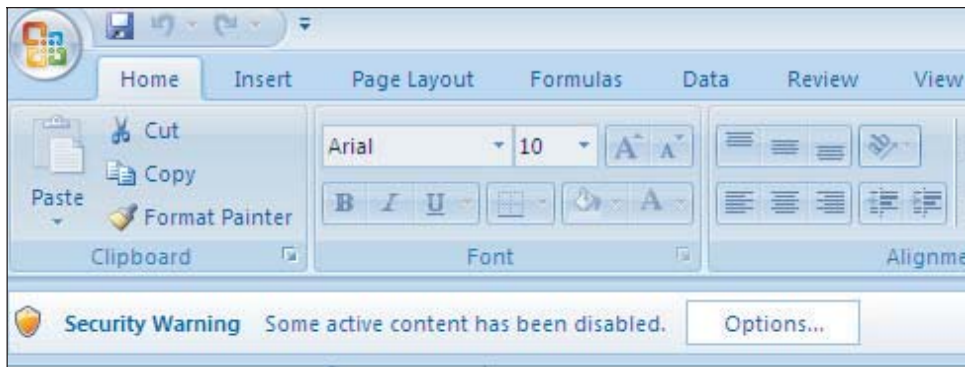 Home Insert Page Layout Formulas Data Review View
Cut
Copy
Paste
Format Painter
Arial 10 A A
B I U A
Clipboard Font Alignme
Security Warning Some active content has been disabled. Options...